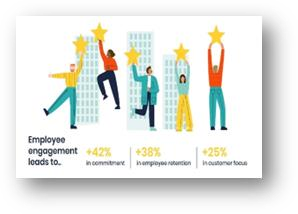 Employee
engagement
leads to..
+42%
in commitment
+38%
in employee retention
+25%
in customer focus